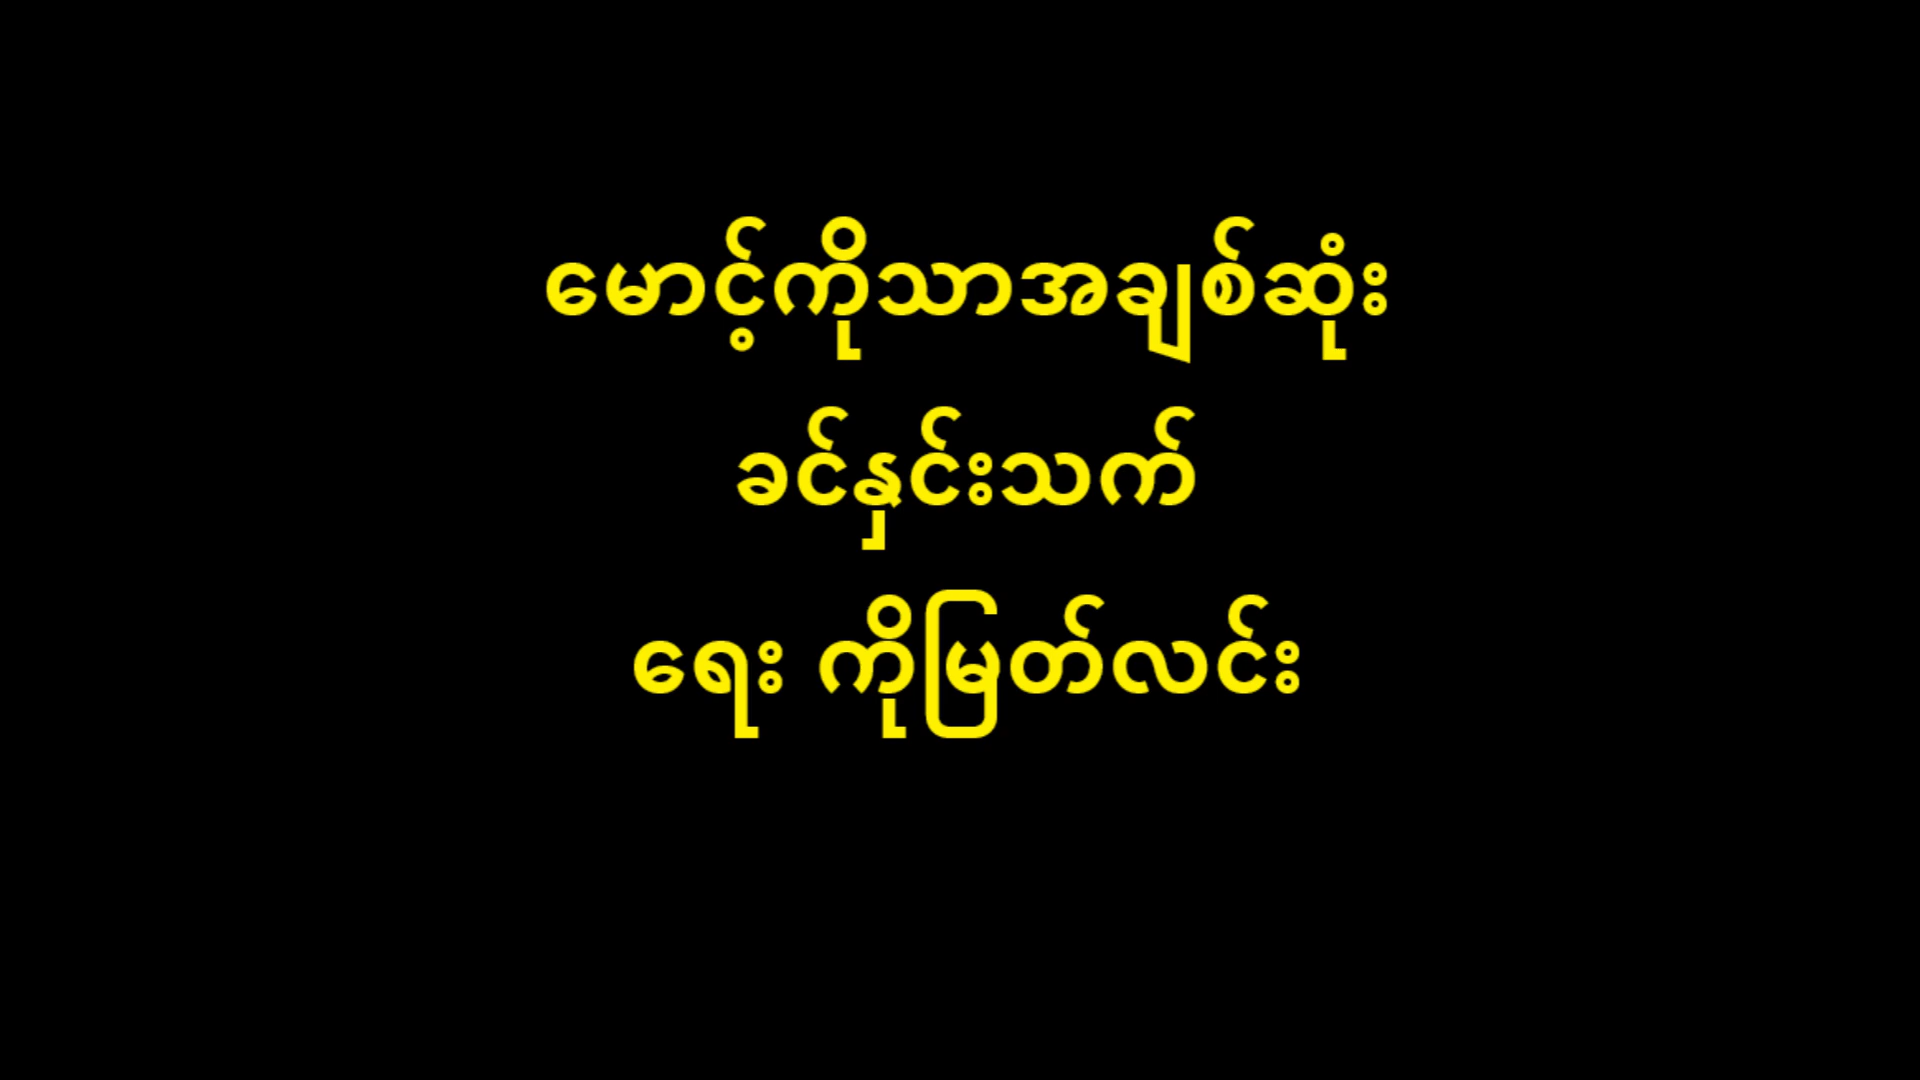 မောင့်ကိုသာအချစ်ဆုံး
ခင်နှင်းသက်
ရေး ကိုမြတ်လင်း